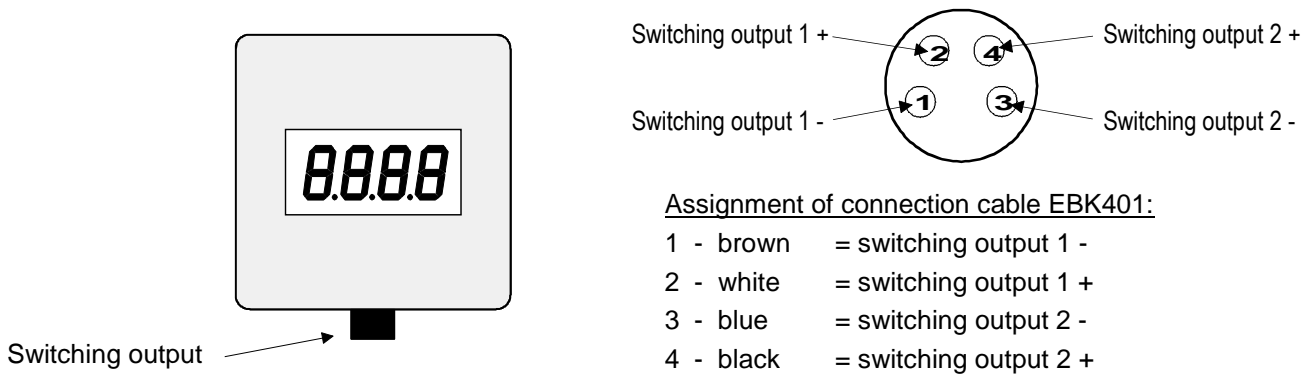 8.8.8.8
Switching output
Switching output 1 +
2
4
Switching output 2 +
Switching output 1 -
1
3
Switching output 2 -
Assignment of connection cable EBK401:
1 - brown = switching output 1 -
2 - white = switching output 1 +
3 - blue = switching output 2 -
4 - black = switching output 2 +